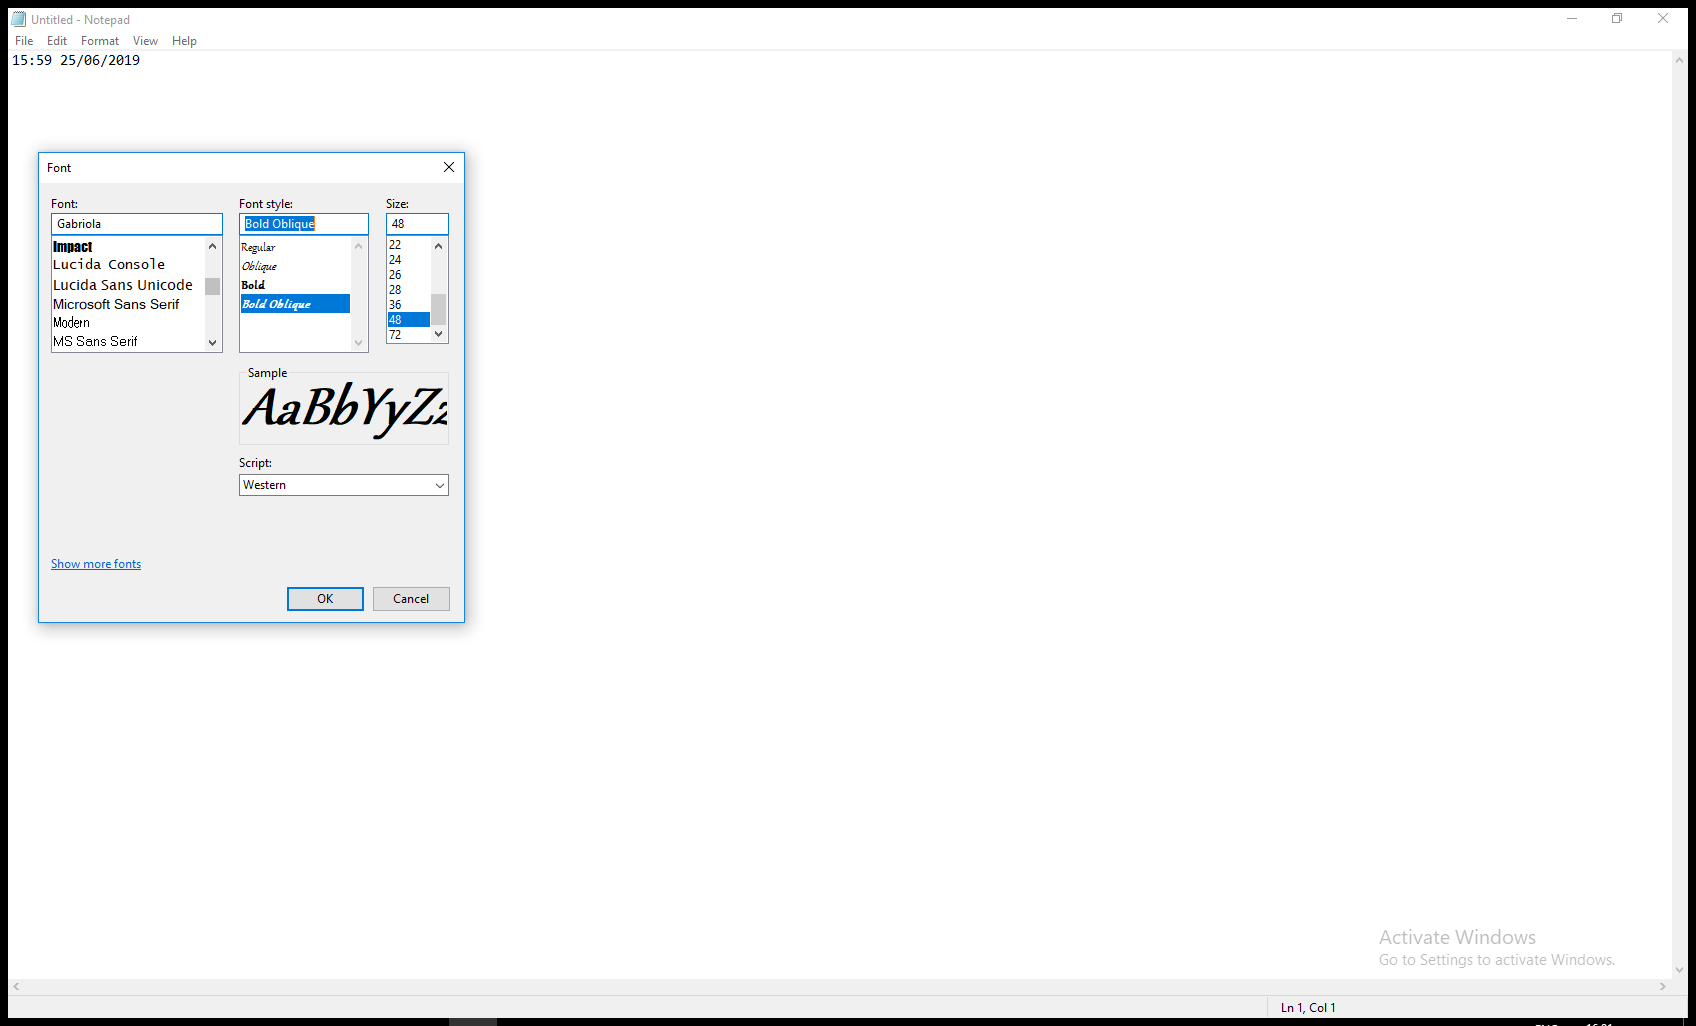 Untitled - Notepad
File Edit Format View Help
15:59 25/06/2019
Font
Font: Font style: Size:
Gabriola Bold Oblique 48
Impact
Lucida Console
Lucida Sans Unicode
Microsoft Sans Serif
Modern
MS Sans Serif
Regular
Oblique
Bold
Bold Oblique
22
24
26
28
36
48
72
Sample
AaBbYyZz
Script:
Western
Show more fonts
OK Cancel
Activate Windows
Go to Settings to activate Windows.
Ln 1, Col 1